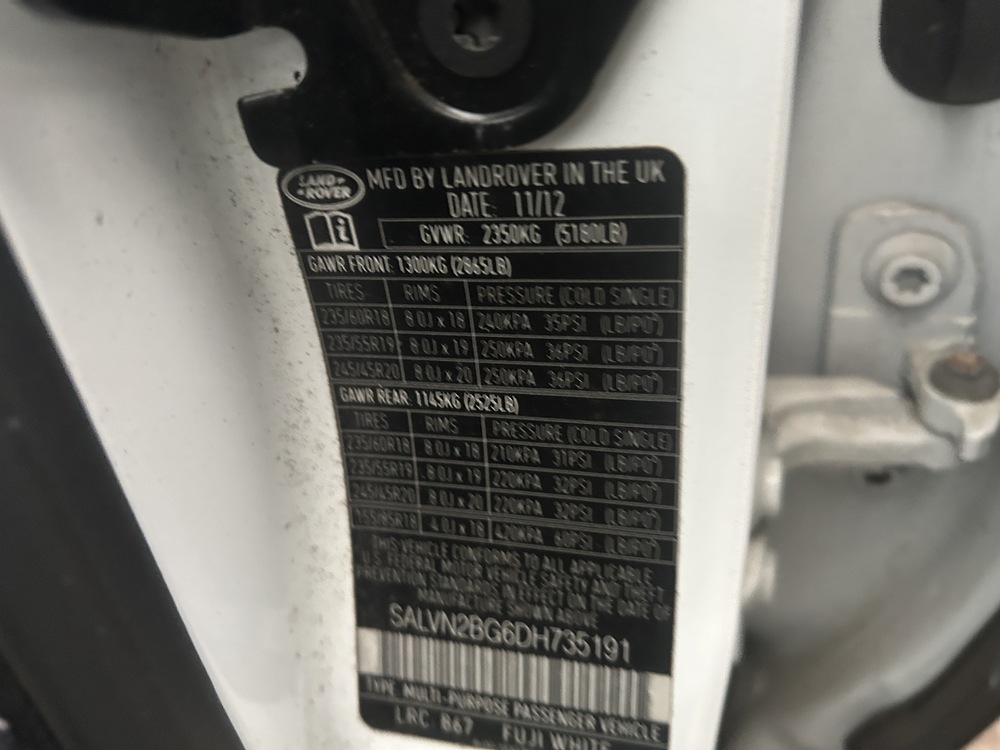 LAND ROVER
MFD BY LANDROVER IN THE UK
DATE: 11/12
i
GVWR: 2350KG (5180LB)
GAWR FRONT: 1300KG (2865LB)
TIRES RIMS PRESSURE (COLD SINGLE)
235/60R18 8.0J x 18 240KPA 35PSI (LB/PO²)
235/55R19 8.0J x 19 250KPA 36PSI (LB/PO²)
245/45R20 8.0J x 20 250KPA 36PSI (LB/PO²)
GAWR REAR: 1145KG (2525LB)
TIRES RIMS PRESSURE (COLD SINGLE)
235/60R18 8.0J x 18 210KPA 31PSI (LB/PO²)
235/55R19 8.0J x 19 220KPA 32PSI (LB/PO²)
245/45R20 8.0J x 20 220KPA 32PSI (LB/PO²)
155/85R18 4.0J x 18 420KPA 60PSI (LB/PO²)
THIS VEHICLE CONFORMS TO ALL APPLICABLE
U.S. FEDERAL MOTOR VEHICLE SAFETY AND THEFT
PREVENTION STANDARDS IN EFFECT ON THE DATE OF
MANUFACTURE SHOWN ABOVE
SALVN2BG6DH735191
TYPE: MULTI-PURPOSE PASSENGER VEHICLE
LRC 867 FUJI WHITE